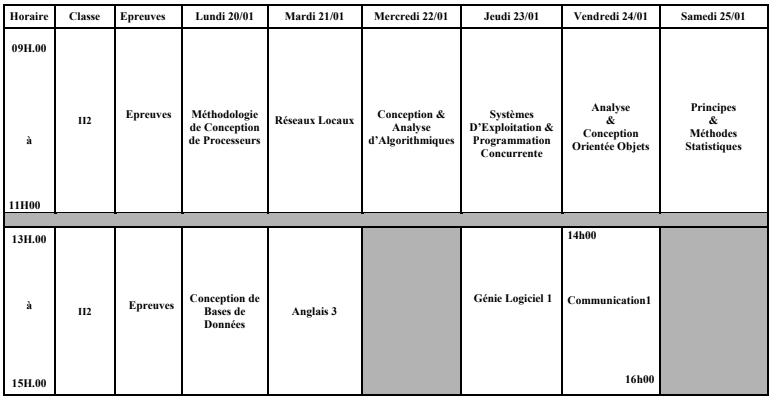 Horaire Classe Epreuves Lundi 20/01 Mardi 21/01 Mercredi 22/01 Jeudi 23/01 Vendredi 24/01 Samedi 25/01
09H.00
à
11H00
II2
Epreuves
Méthodologie
de Conception
de Processeurs
Réseaux Locaux
Conception &
Analyse
d'Algorithmiques
Systèmes
D'Exploitation &
Programmation
Concurrente
Analyse
&
Conception
Orientée Objets
Principes
&
Méthodes
Statistiques
13H.00
à
15H.00
II2
Epreuves
Conception de
Bases de
Données
Anglais 3
Génie Logiciel 1
14h00
Communication1
16h00